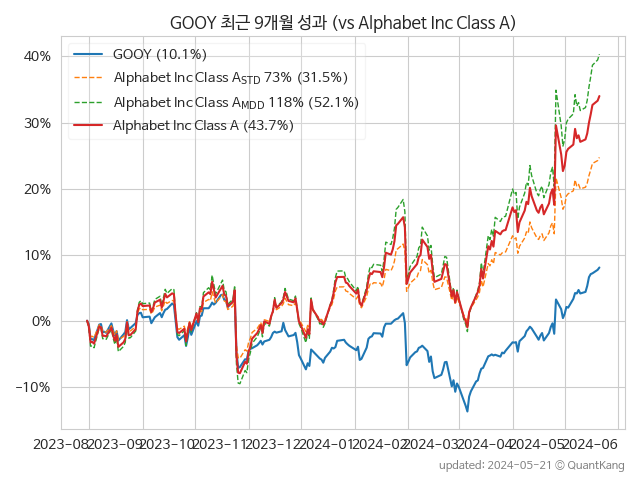 GOOY 최근 9개월 성과 (vs Alphabet Inc Class A)
GOOY (10.1%)
Alphabet Inc Class A STD 73% (31.5%)
Alphabet Inc Class A MDD 118% (52.1%)
Alphabet Inc Class A (43.7%)
40%
30%
20%
10%
0%
−10%
2023-08 2023-09 2023-10 2023-11 2023-12 2024-01 2024-02 2024-03 2024-04 2024-05 2024-06
updated: 2024-05-21 ⓒ QuantKang